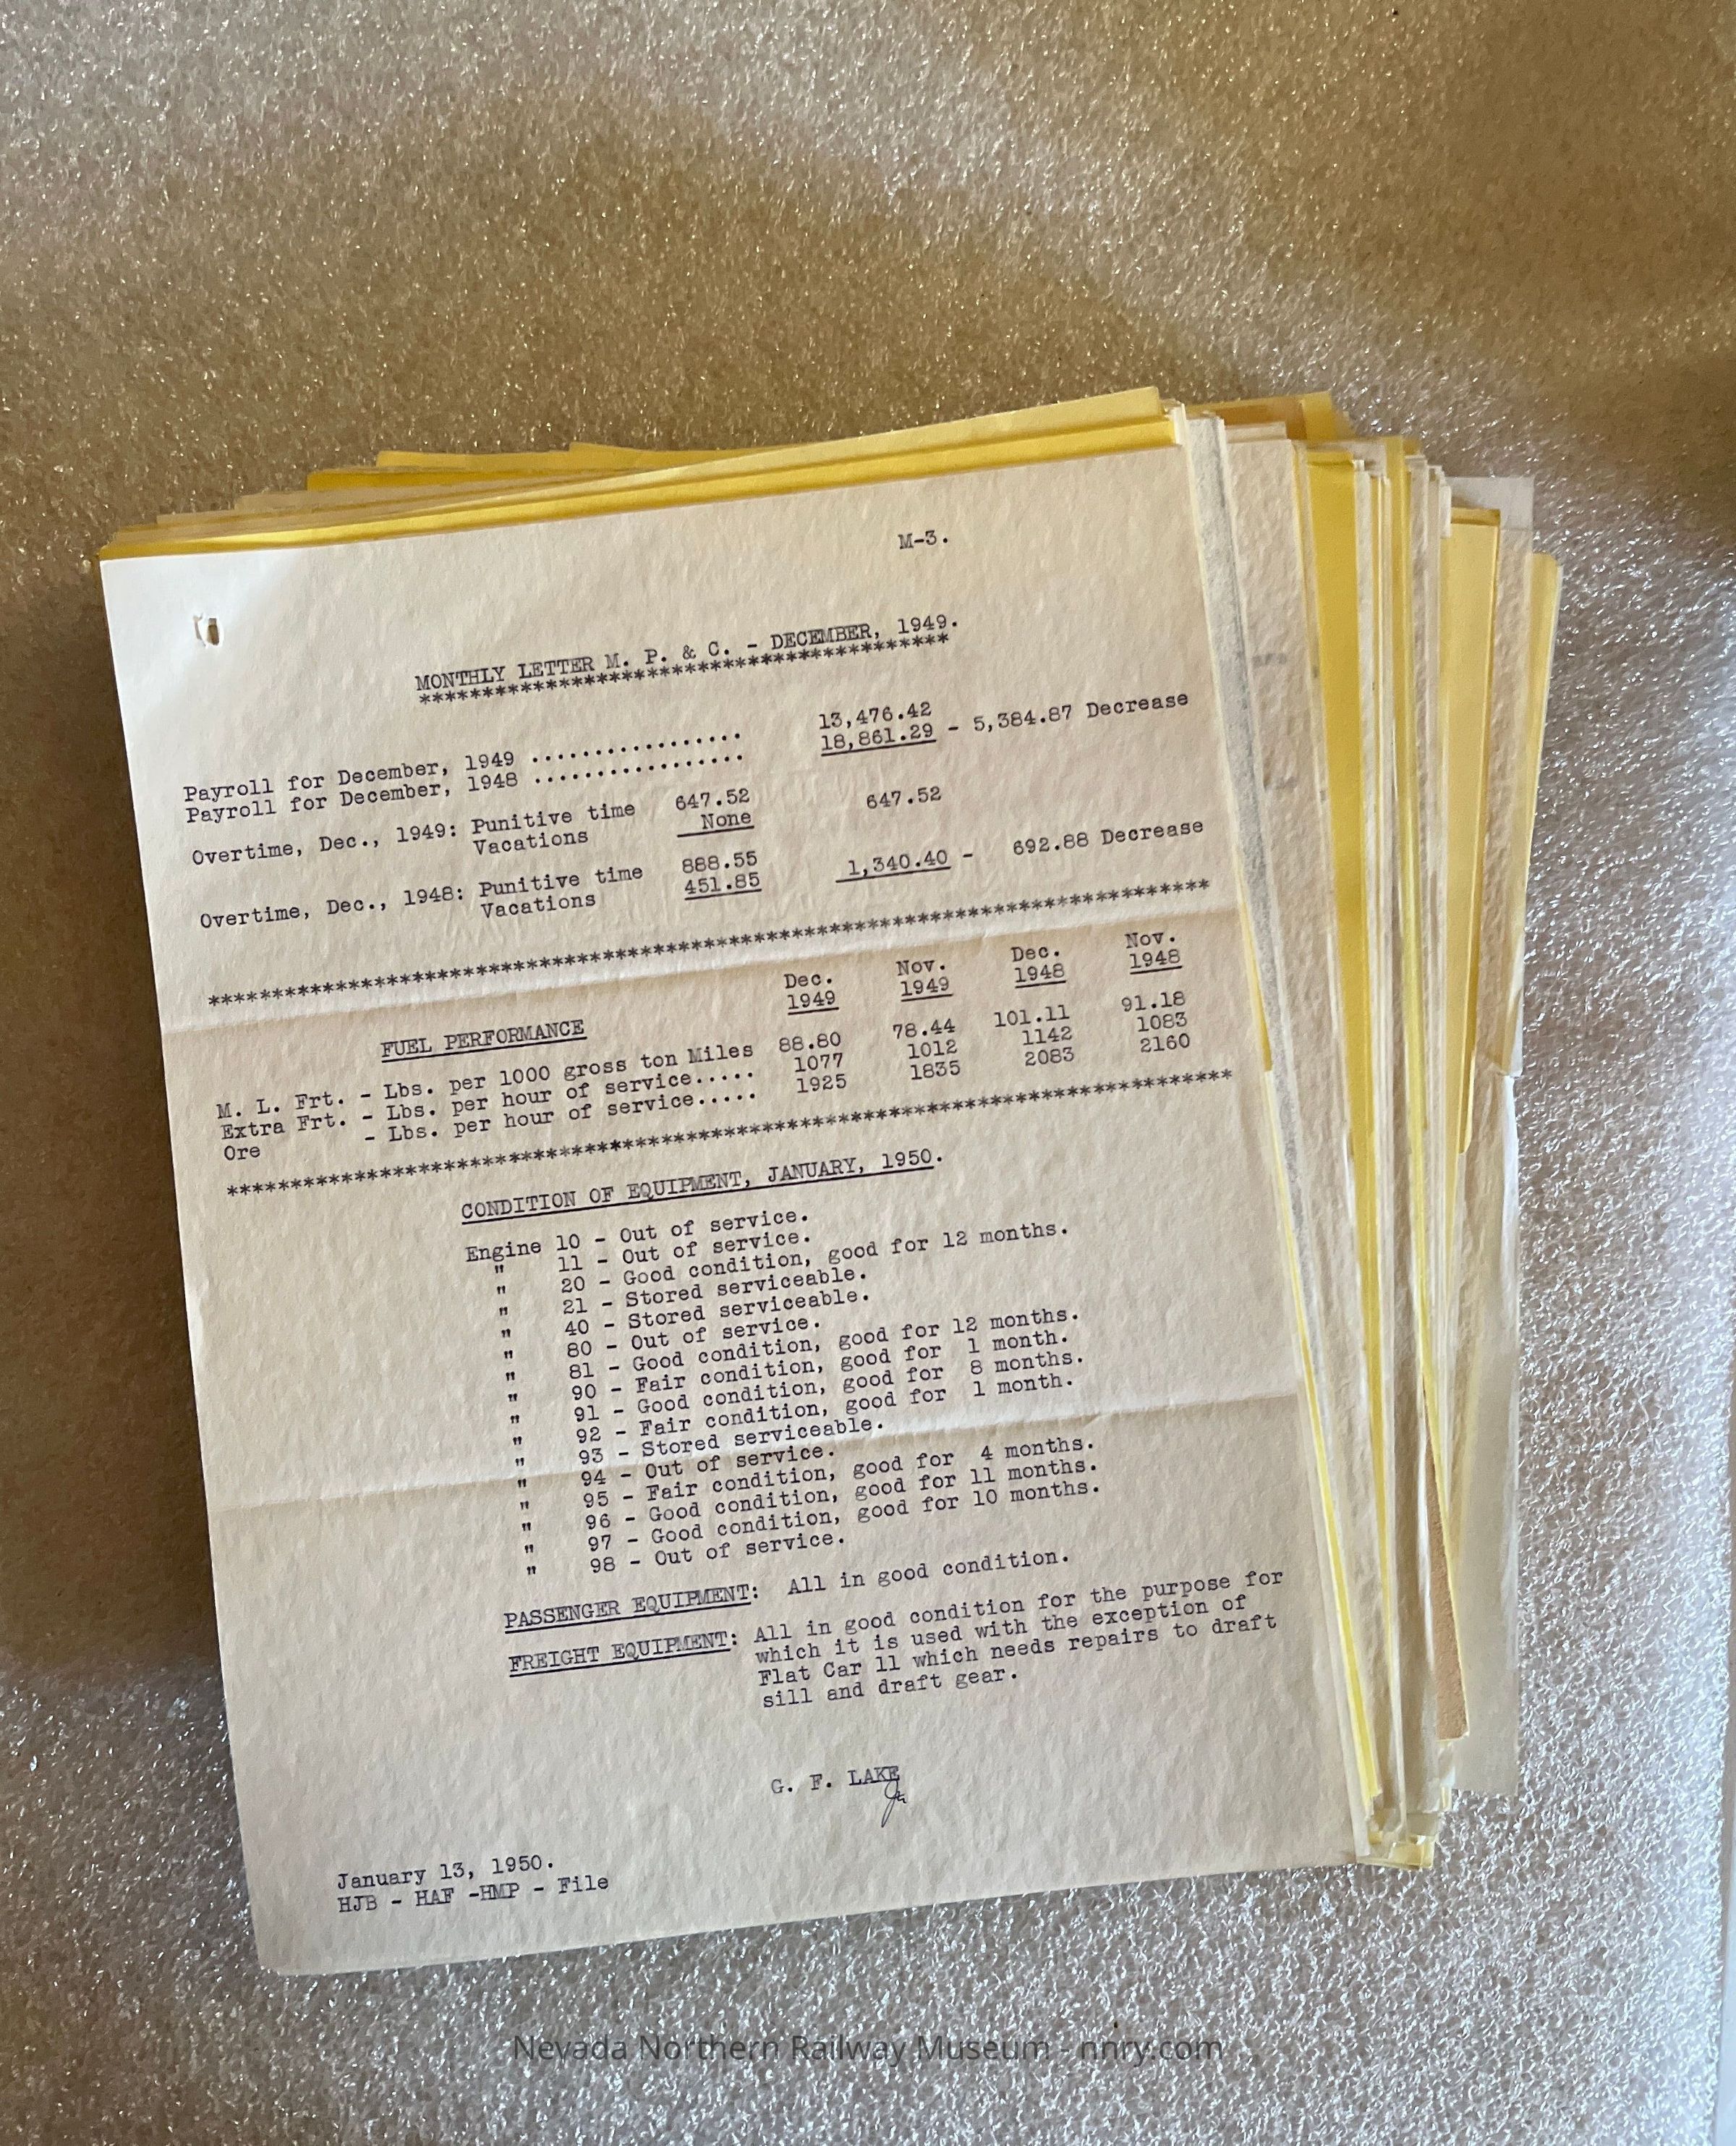 M-3.
MONTHLY LETTER M. P. & C. - DECEMBER, 1949.
******************************************
Payroll for December, 1949 .................. 13,476.42
Payroll for December, 1948 ................. 18,861.29 - 5,384.87 Decrease
Overtime, Dec., 1949: Punitive time 647.52 647.52
Vacations None
Overtime, Dec., 1948: Punitive time 888.55
Vacations 451.85 1,340.40 - 692.88 Decrease
********************************************************************************
Dec. Nov. Dec. Nov.
FUEL PERFORMANCE 1949 1949 1948 1948
M. L. Frt. - Lbs. per 1000 gross ton Miles 88.80 78.44 101.11 91.18
Extra Frt. - Lbs. per hour of service..... 1077 1012 1142 1083
Ore - Lbs. per hour of service..... 1925 1835 2083 2160
********************************************************************************
CONDITION OF EQUIPMENT, JANUARY, 1950.
Engine 10 - Out of service.
" 11 - Out of service.
" 20 - Good condition, good for 12 months.
" 21 - Stored serviceable.
" 40 - Stored serviceable.
" 80 - Out of service.
" 81 - Good condition, good for 12 months.
" 90 - Fair condition, good for 1 month.
" 91 - Good condition, good for 8 months.
" 92 - Fair condition, good for 1 month.
" 93 - Stored serviceable.
" 94 - Out of service.
" 95 - Fair condition, good for 4 months.
" 96 - Good condition, good for 11 months.
" 97 - Good condition, good for 10 months.
" 98 - Out of service.
PASSENGER EQUIPMENT: All in good condition.
FREIGHT EQUIPMENT: All in good condition for the purpose for
which it is used with the exception of
Flat Car 11 which needs repairs to draft
sill and draft gear.
G. F. LAKE
January 13, 1950.
HJB - HAF -HMP - File
Nevada Northern Railway Museum - nnry.com